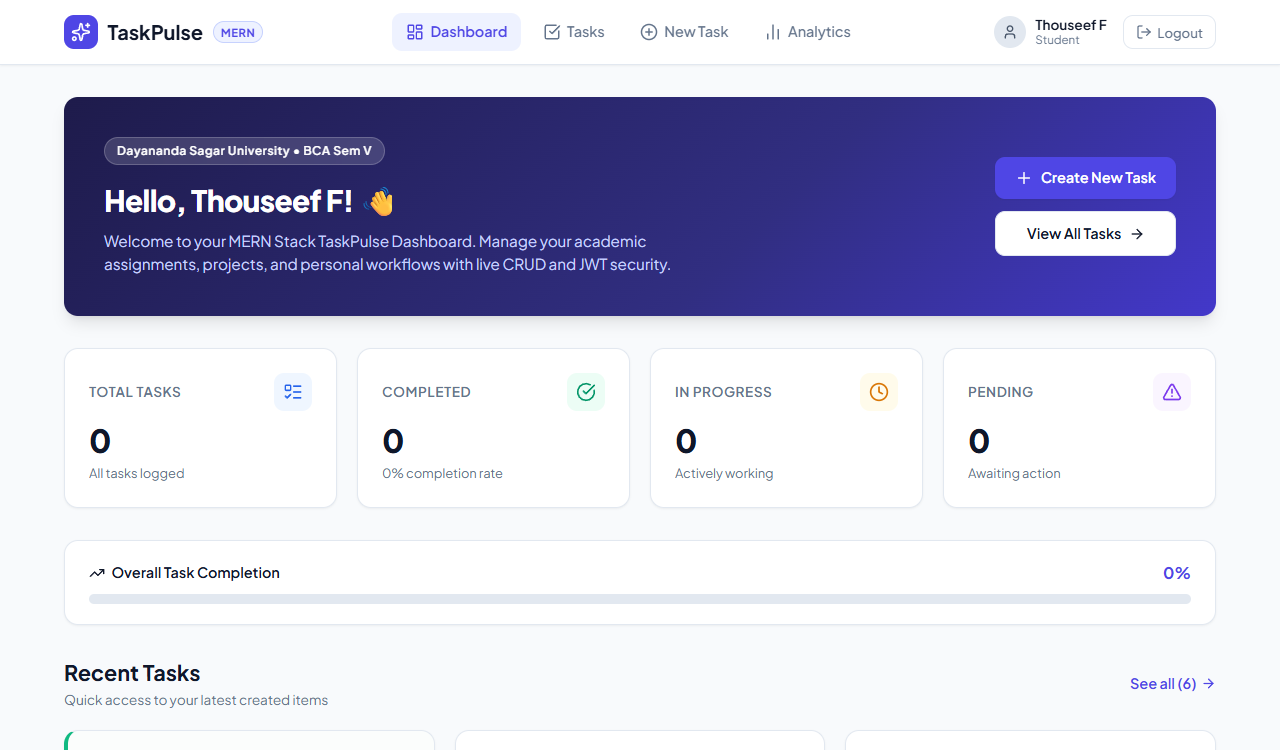 TaskPulse MERN
Dashboard
Tasks
New Task
Analytics
Thouseef F
Student
Logout
Dayananda Sagar University • BCA Sem V
Hello, Thouseef F! 👋
Welcome to your MERN Stack TaskPulse Dashboard. Manage your academic
assignments, projects, and personal workflows with live CRUD and JWT security.
Create New Task
View All Tasks →
TOTAL TASKS
0
All tasks logged
COMPLETED
0
0% completion rate
IN PROGRESS
0
Actively working
PENDING
0
Awaiting action
Overall Task Completion
0%
Recent Tasks
Quick access to your latest created items
See all (6) →